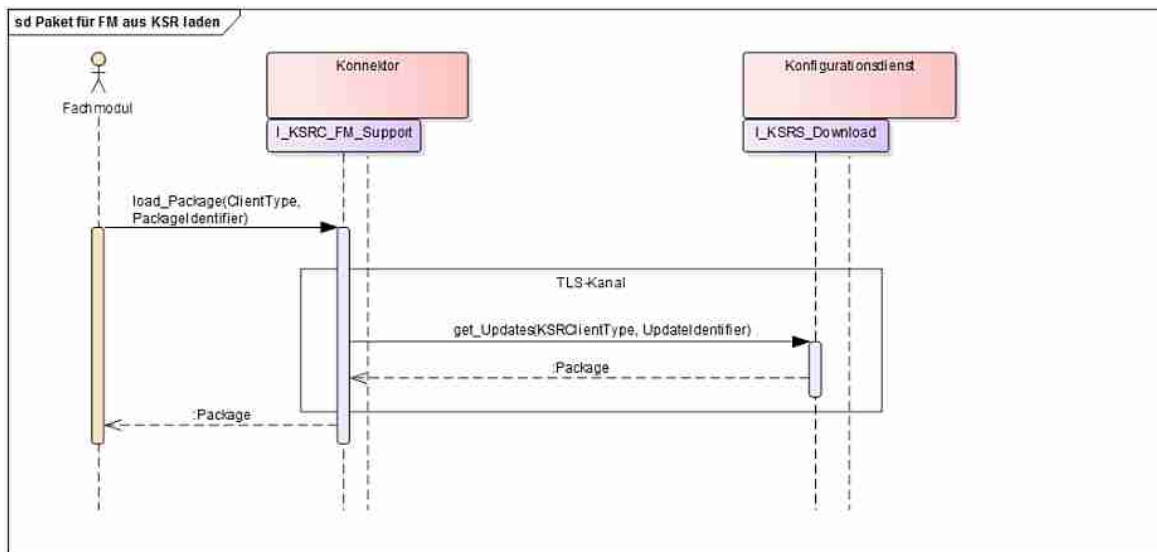 sd Paket für FM aus KSR laden
Fachmodul
Konnektor
I_KSRC_FM_Support
Konfigurationsdienst
I_KSRS_Download
load_Package(ClientType,
PackageIdentifier)
TLS-Kanal
get_Updates(KSRClientType, UpdateIdentifier)
:Package
:Package